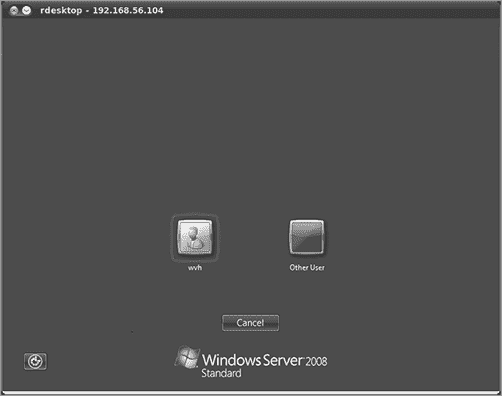 rdesktop - 192.168.56.104
wvh
Other User
Cancel
Windows Server 2008
Standard